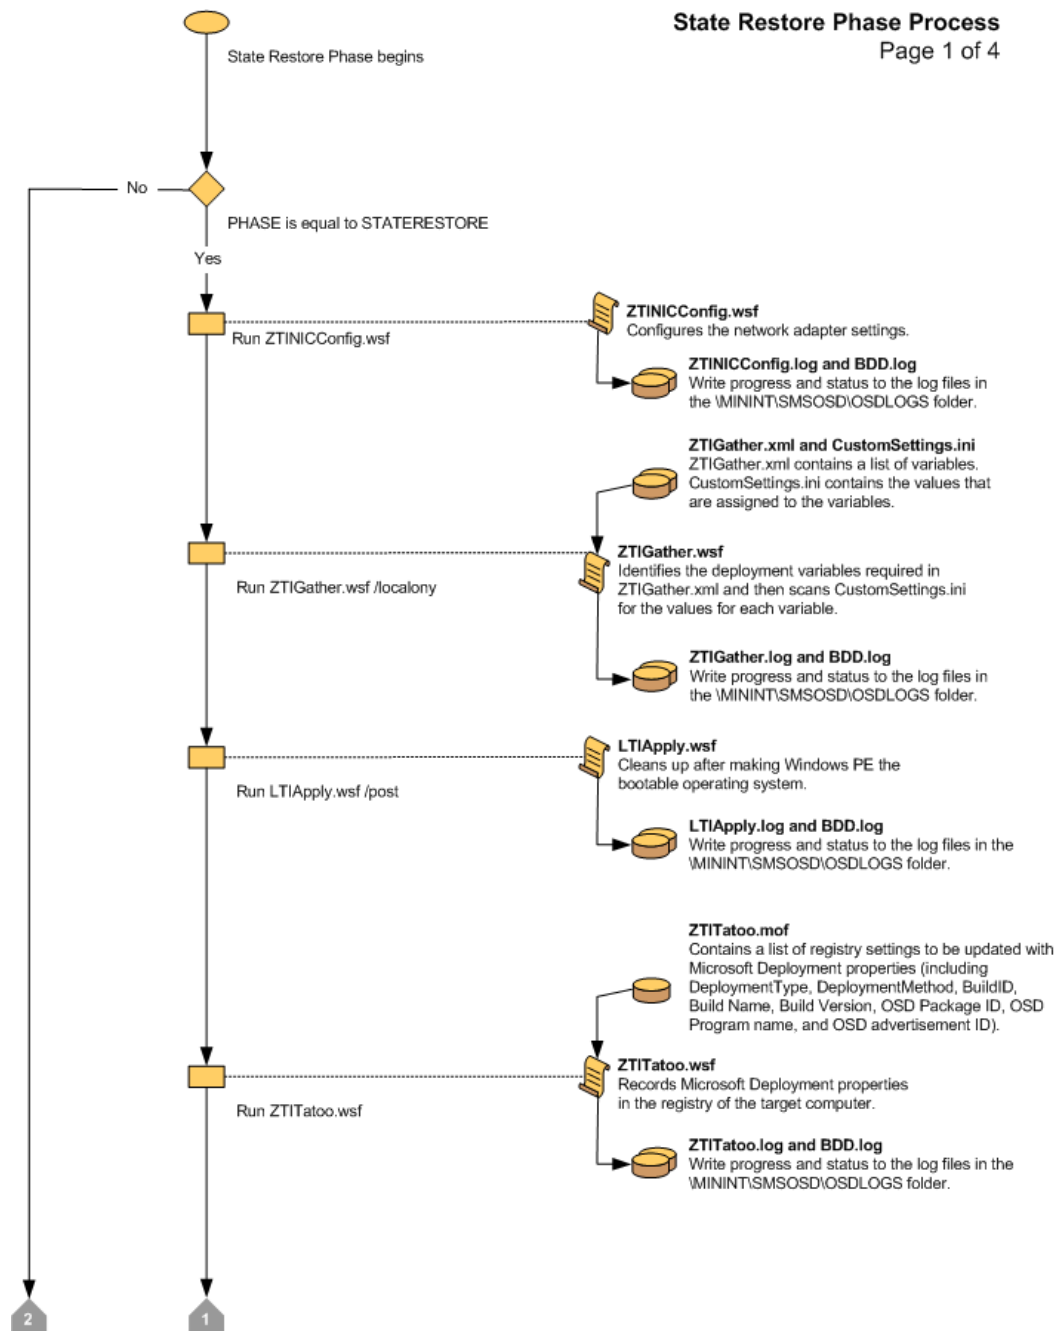 State Restore Phase Process
Page 1 of 4
State Restore Phase begins
No
PHASE is equal to STATERESTORE
Yes
Run ZTINICConfig.wsf
ZTINICConfig.wsf
Configures the network adapter settings.
ZTINICConfig.log and BDD.log
Write progress and status to the log files in
the \MININT\SMSOSD\OSDLOGS folder.
ZTIGather.xml and CustomSettings.ini
ZTIGather.xml contains a list of variables.
CustomSettings.ini contains the values that
are assigned to the variables.
Run ZTIGather.wsf /localony
ZTIGather.wsf
Identifies the deployment variables required in
ZTIGather.xml and then scans CustomSettings.ini
for the values for each variable.
ZTIGather.log and BDD.log
Write progress and status to the log files in
the \MININT\SMSOSD\OSDLOGS folder.
Run LTIApply.wsf /post
LTIApply.wsf
Cleans up after making Windows PE the
bootable operating system.
LTIApply.log and BDD.log
Write progress and status to the log files in the
\MININT\SMSOSD\OSDLOGS folder.
ZTITatoo.mof
Contains a list of registry settings to be updated with
Microsoft Deployment properties (including
DeploymentType, DeploymentMethod, BuildID,
Build Name, Build Version, OSD Package ID, OSD
Program name, and OSD advertisement ID).
Run ZTITatoo.wsf
ZTITatoo.wsf
Records Microsoft Deployment properties
in the registry of the target computer.
ZTITatoo.log and BDD.log
Write progress and status to the log files in the
\MININT\SMSOSD\OSDLOGS folder.
2
1